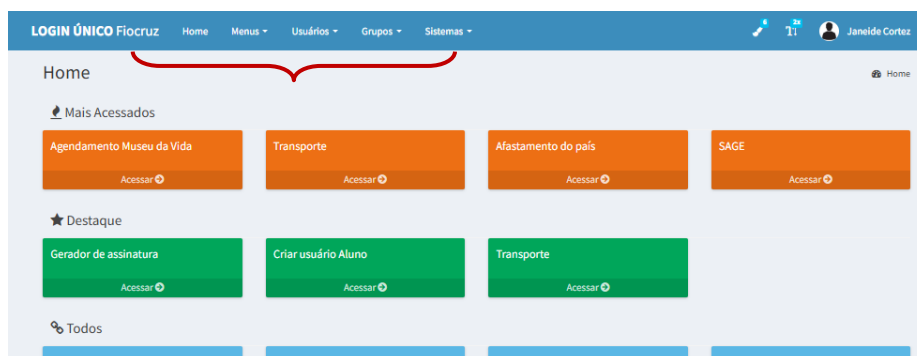 LOGIN ÚNICO Fiocruz Home Menus Usuários Grupos Sistemas 6 2x Janeide Cortez
Home Home
Mais Acessados
Agendamento Museu da Vida Transporte Afastamento do país SAGE
Acessar Acessar Acessar Acessar
Destaque
Gerador de assinatura Criar usuário Aluno Transporte
Acessar Acessar Acessar
Todos